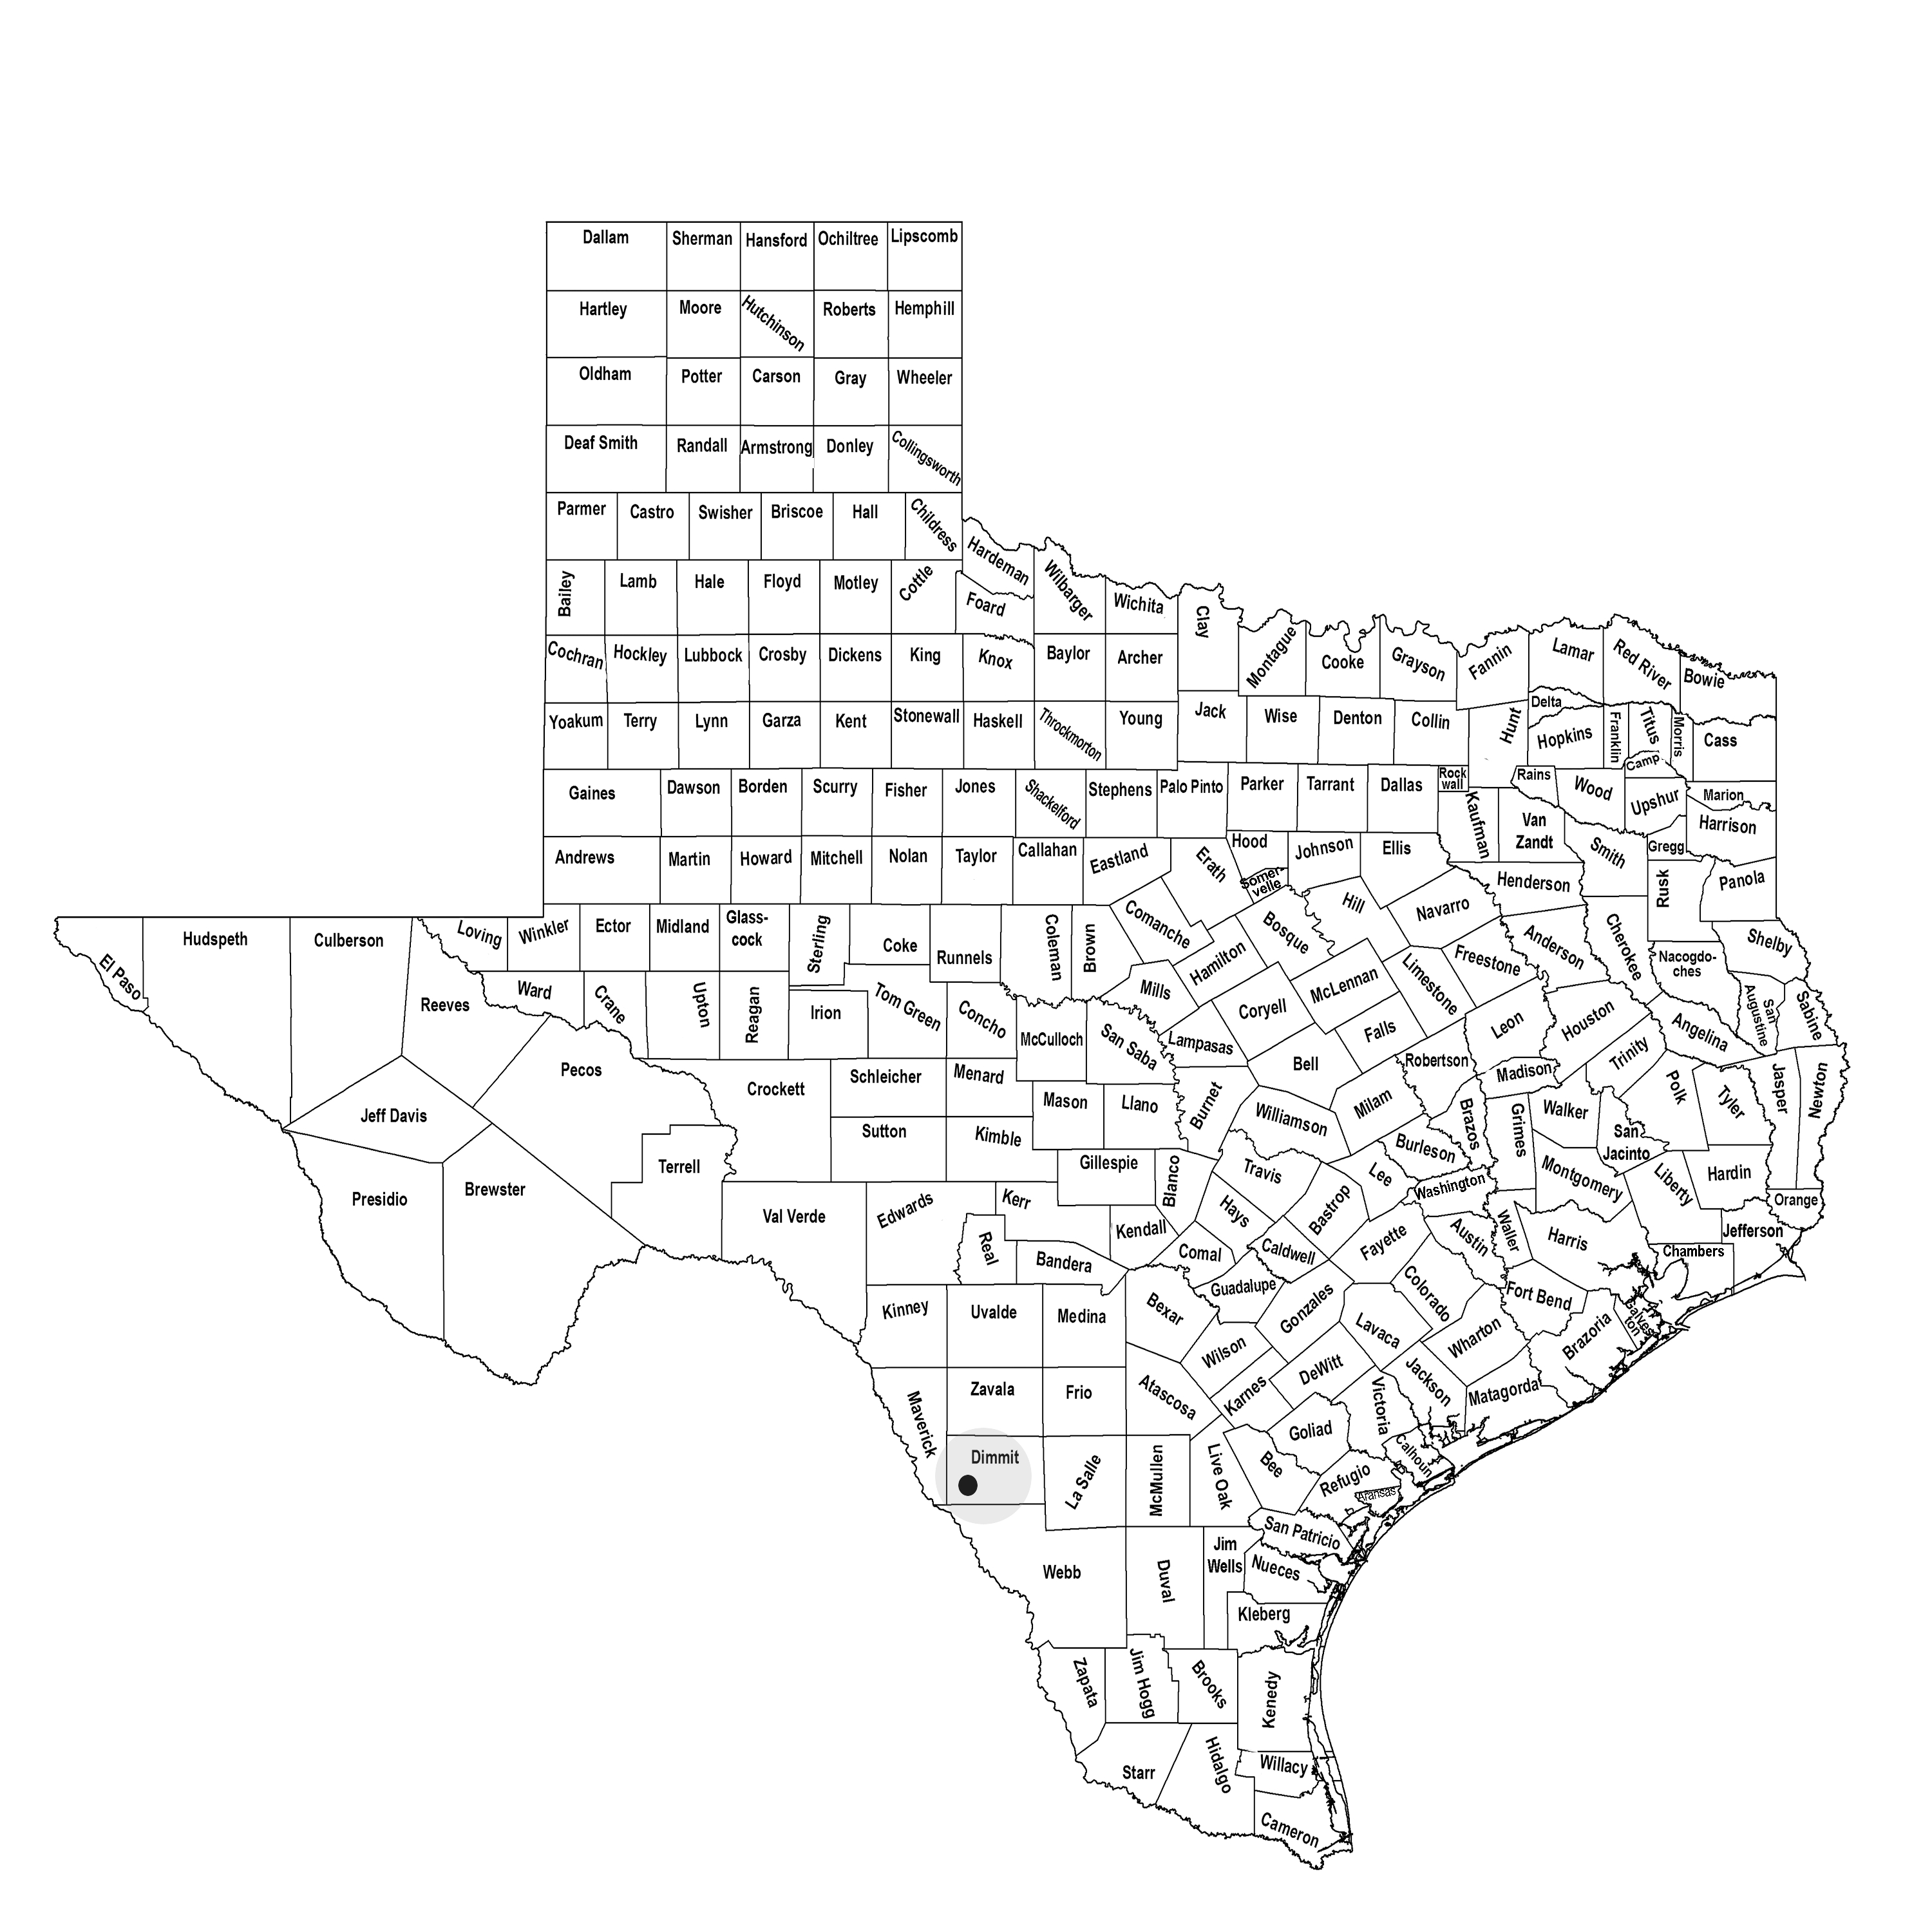 Dallam
Sherman
Hansford
Ochiltree
Lipscomb
Hartley
Moore
Hutchinson
Roberts
Hemphill
Oldham
Potter
Carson
Gray
Wheeler
Deaf Smith
Randall
Armstrong
Donley
Collingsworth
Parmer
Castro
Swisher
Briscoe
Hall
Childress
Hardeman
Bailey
Lamb
Hale
Floyd
Motley
Cottle
Foard
Wilbarger
Wichita
Clay
Montague
Cooke
Grayson
Fannin
Lamar
Red River
Bowie
Cochran
Hockley
Lubbock
Crosby
Dickens
King
Knox
Baylor
Archer
Yoakum
Terry
Lynn
Garza
Kent
Stonewall
Haskell
Throckmorton
Young
Jack
Wise
Denton
Collin
Hunt
Delta
Hopkins
Franklin
Titus
Morris
Cass
Camp
Gaines
Dawson
Borden
Scurry
Fisher
Jones
Shackelford
Stephens
Palo Pinto
Parker
Tarrant
Dallas
Rock
wall
Kaufman
Rains
Wood
Upshur
Marion
Harrison
Van
Zandt
Smith
Gregg
Andrews
Martin
Howard
Mitchell
Nolan
Taylor
Callahan
Eastland
Erath
Hood
Somer-
velle
Johnson
Ellis
Henderson
Rusk
Panola
El Paso
Hudspeth
Culberson
Reeves
Loving
Winkler
Ector
Midland
Glass-
cock
Sterling
Coke
Runnels
Coleman
Brown
Comanche
Hamilton
Bosque
Hill
Navarro
Freestone
Anderson
Cherokee
Nacogdo-
ches
Shelby
Ward
Crane
Upton
Reagan
Irion
Tom Green
Concho
McCulloch
San Saba
Mills
Lampasas
Coryell
McLennan
Limestone
Falls
Leon
Houston
Angelina
San
Augustine
Sabine
Jeff Davis
Pecos
Crockett
Schleicher
Menard
Mason
Llano
Burnet
Bell
Milam
Robertson
Madison
Trinity
Polk
Tyler
Jasper
Newton
Presidio
Brewster
Terrell
Sutton
Kimble
Gillespie
Blanco
Williamson
Travis
Burleson
Brazos
Grimes
Walker
San
Jacinto
Montgomery
Liberty
Hardin
Orange
Jefferson
Chambers
Val Verde
Edwards
Kerr
Real
Bandera
Kendall
Comal
Hays
Caldwell
Bastrop
Lee
Washington
Fayette
Austin
Waller
Harris
Fort Bend
Galves
ton
Brazoria
Kinney
Uvalde
Medina
Bexar
Guadalupe
Gonzales
Lavaca
Colorado
Wharton
Matagorda
Jackson
Maverick
Zavala
Frio
Atascosa
Wilson
Karnes
DeWitt
Victoria
Calhoun
Goliad
Dimmit
La Salle
McMullen
Live Oak
Bee
Refugio
Aransas
San Patricio
Webb
Duval
Jim
Wells
Nueces
Kleberg
Zapata
Jim Hogg
Brooks
Kenedy
Starr
Hidalgo
Willacy
Cameron